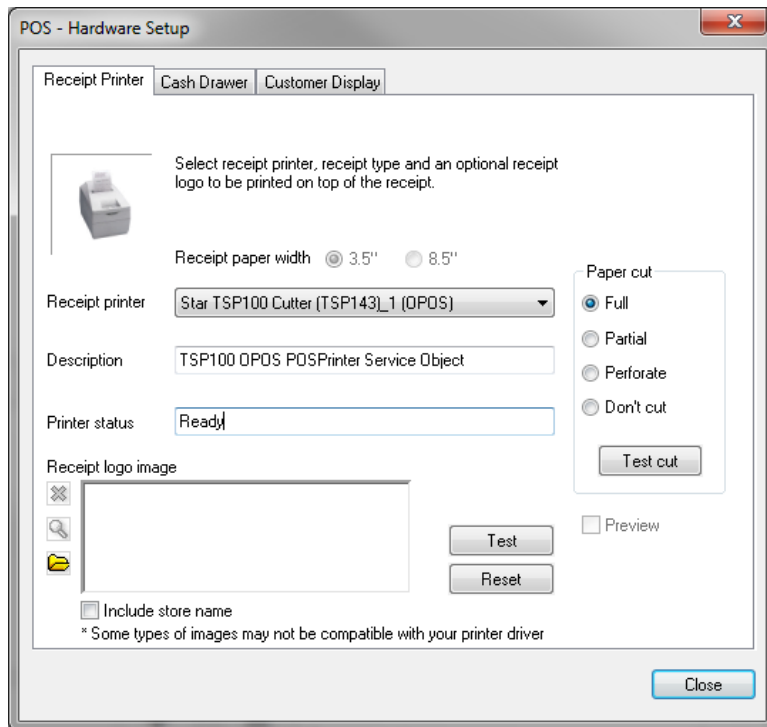 POS - Hardware Setup
Receipt Printer
Cash Drawer
Customer Display
Select receipt printer, receipt type and an optional receipt
logo to be printed on top of the receipt.
Receipt paper width 3.5" 8.5"
Receipt printer Star TSP100 Cutter (TSP143)_1 (OPOS)
Description TSP100 OPOS POSPrinter Service Object
Printer status Ready
Paper cut
Full
Partial
Perforate
Don't cut
Test cut
Receipt logo image
Preview
Test
Reset
Include store name
* Some types of images may not be compatible with your printer driver
Close